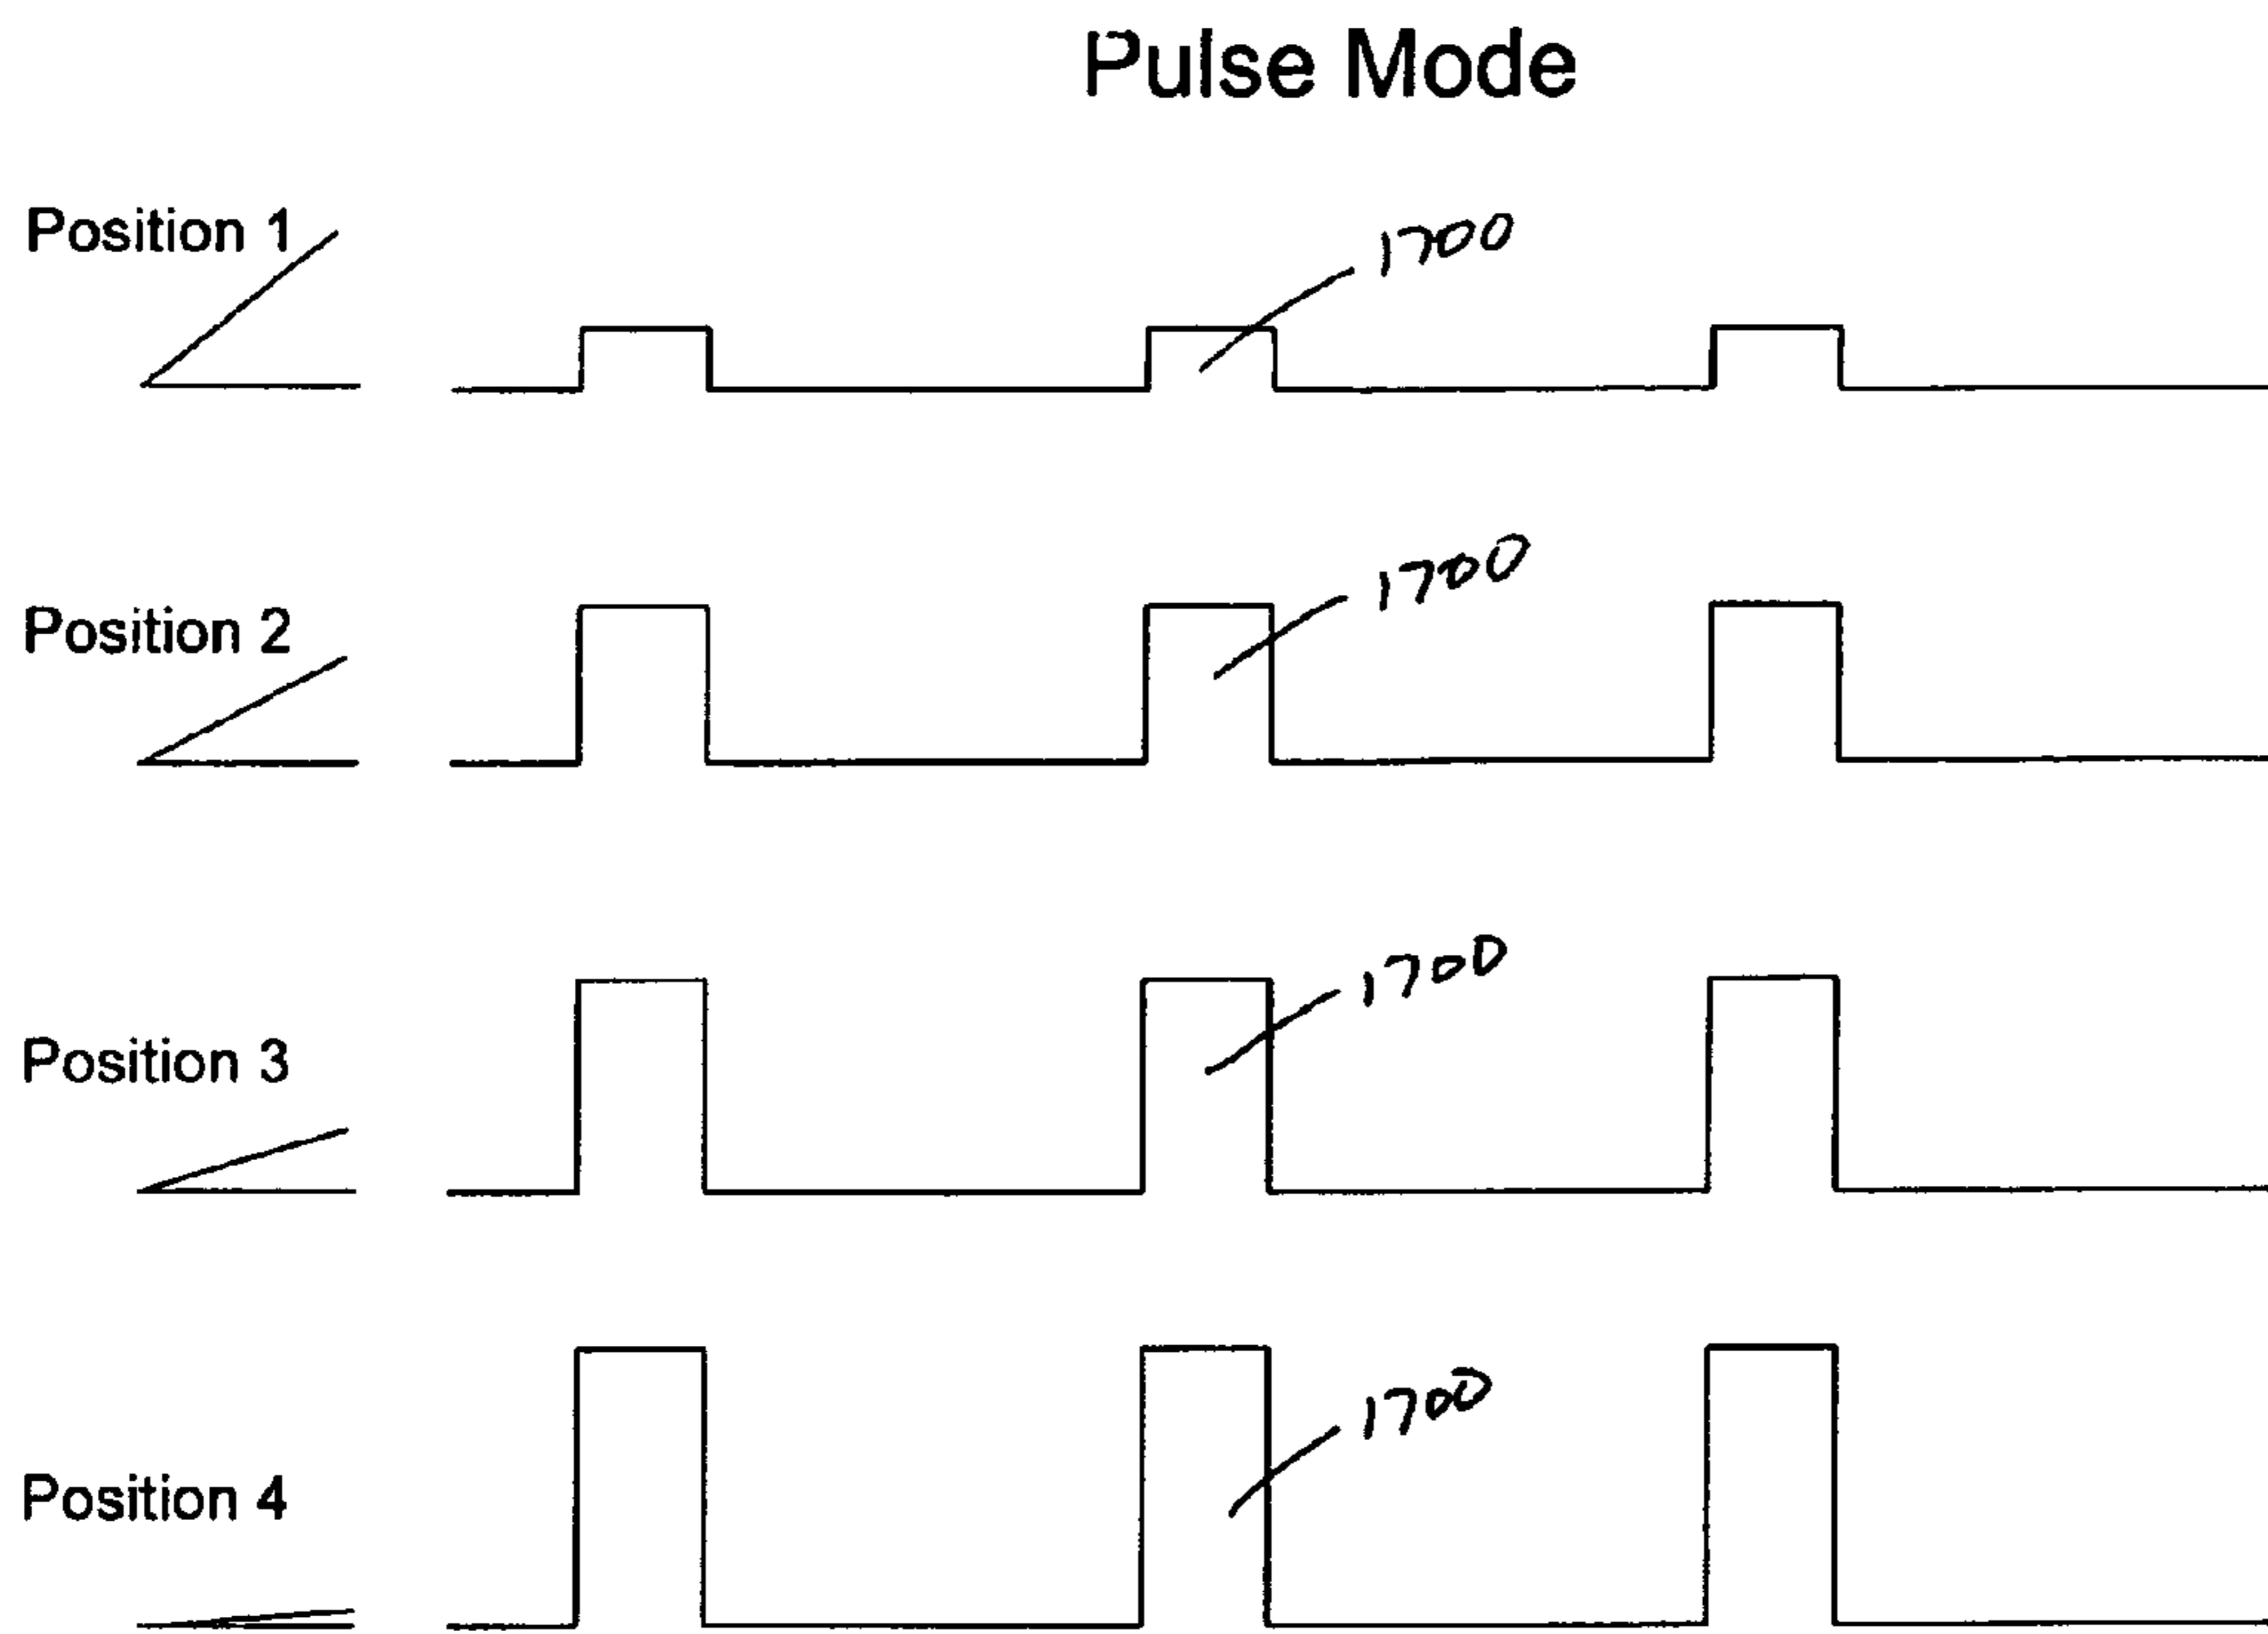 Pulse Mode
Position 1
1700
Position 2
1700
Position 3
1700
Position 4
1700